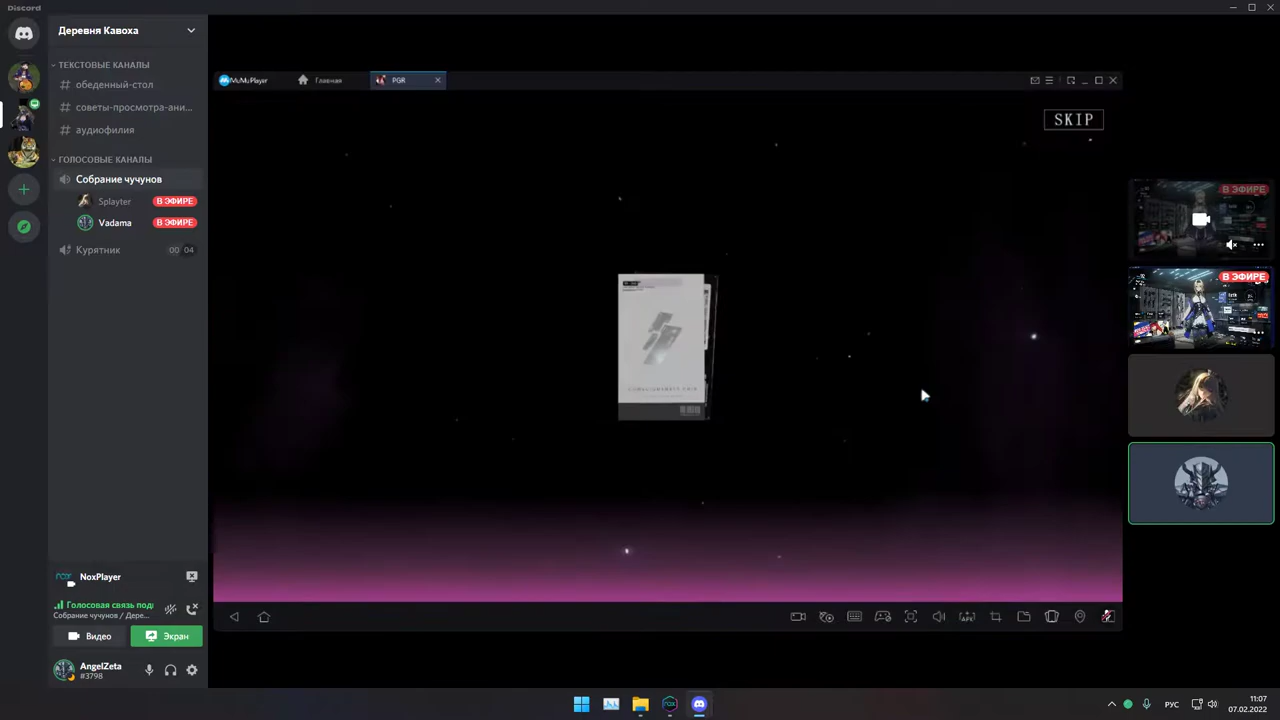 Discord
Деревня Кавоха
ТЕКСТОВЫЕ КАНАЛЫ
обеденный-стол
советы-просмотра-ани...
аудиофилия
ГОЛОСОВЫЕ КАНАЛЫ
Собрание чучунов
Splayter
В ЭФИРЕ
Vadama
В ЭФИРЕ
Курятник
00 04
NoxPlayer
Голосовая связь подк
Собрание чучунов / Дере...
Видео
Экран
AngelZeta
#3798
MuMuPlayer
Главная
PGR
SKIP
В ЭФИРЕ
В ЭФИРЕ
РУС
11:07
07.02.2022